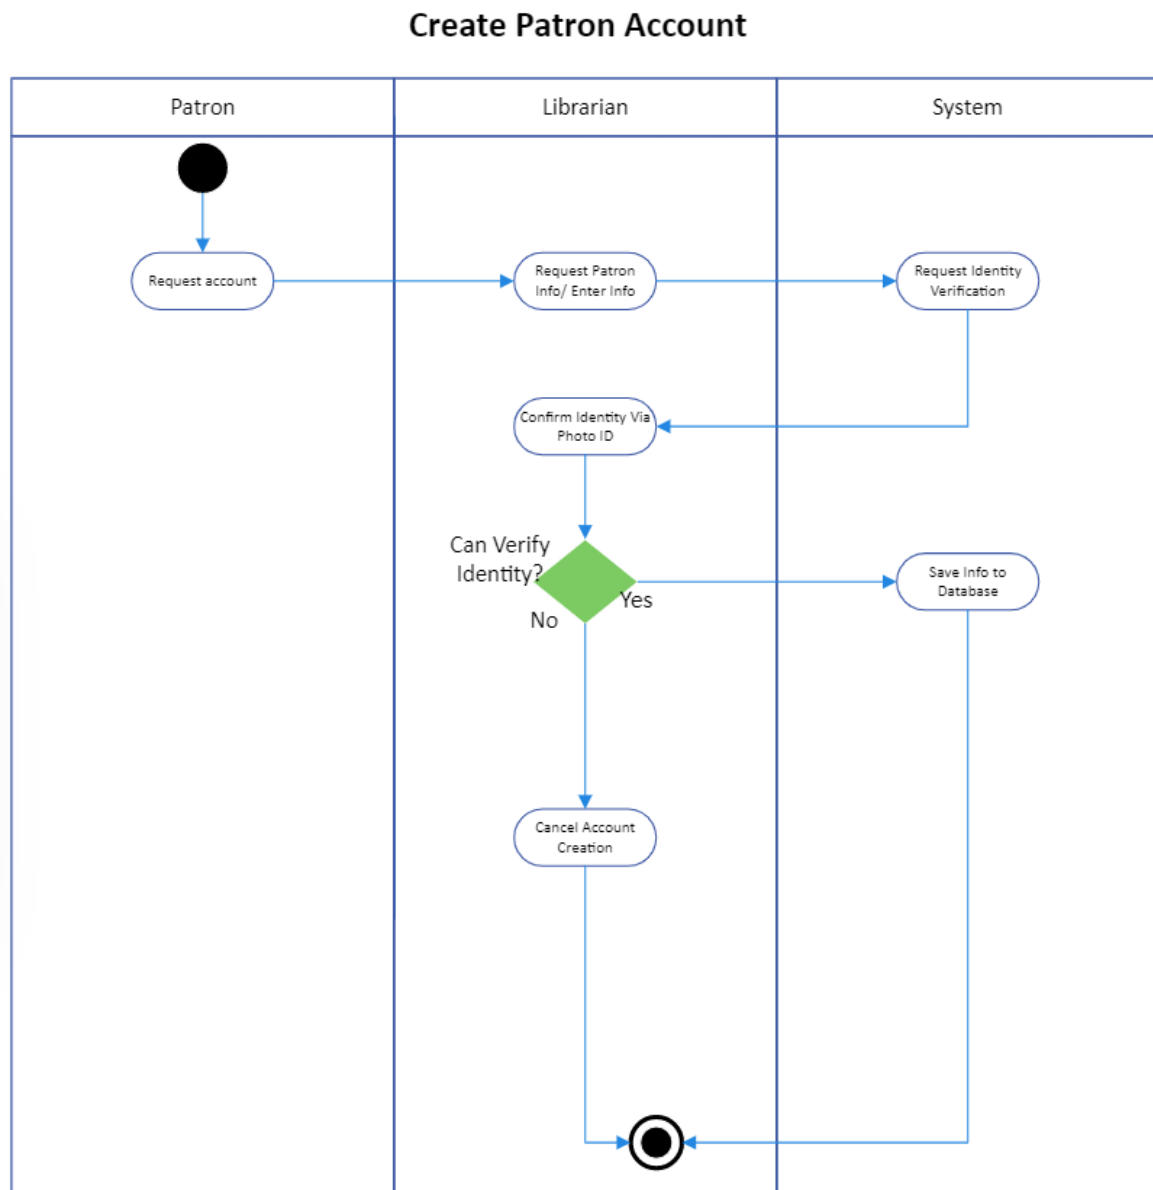 Create Patron Account
Patron
Librarian
System
Request account
Request Patron
Info/ Enter Info
Request Identity
Verification
Confirm Identity Via
Photo ID
Can Verify
Identity?
Yes
No
Save Info to
Database
Cancel Account
Creation